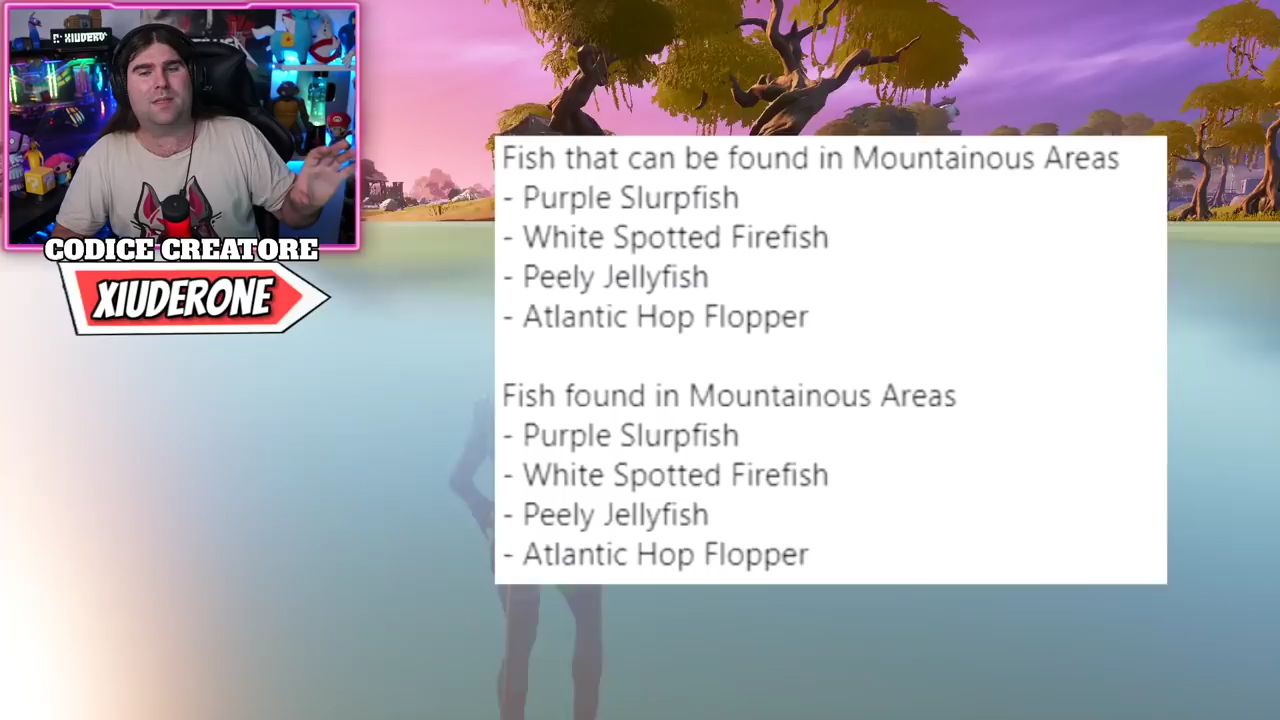 XIUDERO
CODICE CREATORE
XIUDERONE
Fish that can be found in Mountainous Areas
- Purple Slurpfish
- White Spotted Firefish
- Peely Jellyfish
- Atlantic Hop Flopper
Fish found in Mountainous Areas
- Purple Slurpfish
- White Spotted Firefish
- Peely Jellyfish
- Atlantic Hop Flopper